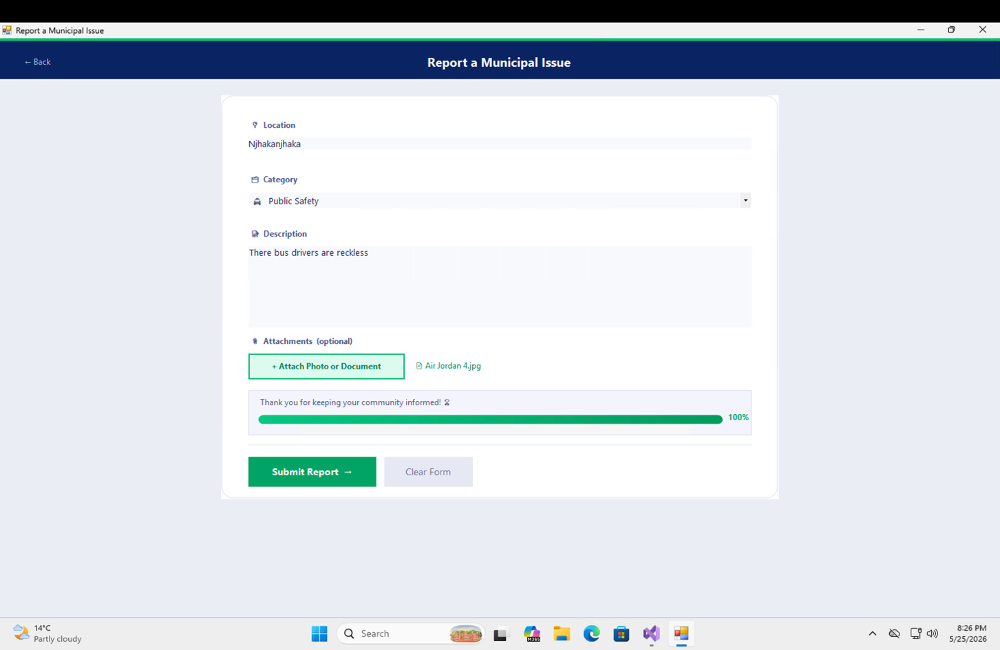 Report a Municipal Issue
← Back
Report a Municipal Issue
Location
Njhakanjhaka
Category
Public Safety
Description
There bus drivers are reckless
Attachments (optional)
+ Attach Photo or Document
Air Jordan 4.jpg
Thank you for keeping your community informed!
100%
Submit Report →
Clear Form
14°C
Partly cloudy
Search
M365
8:26 PM
5/25/2026